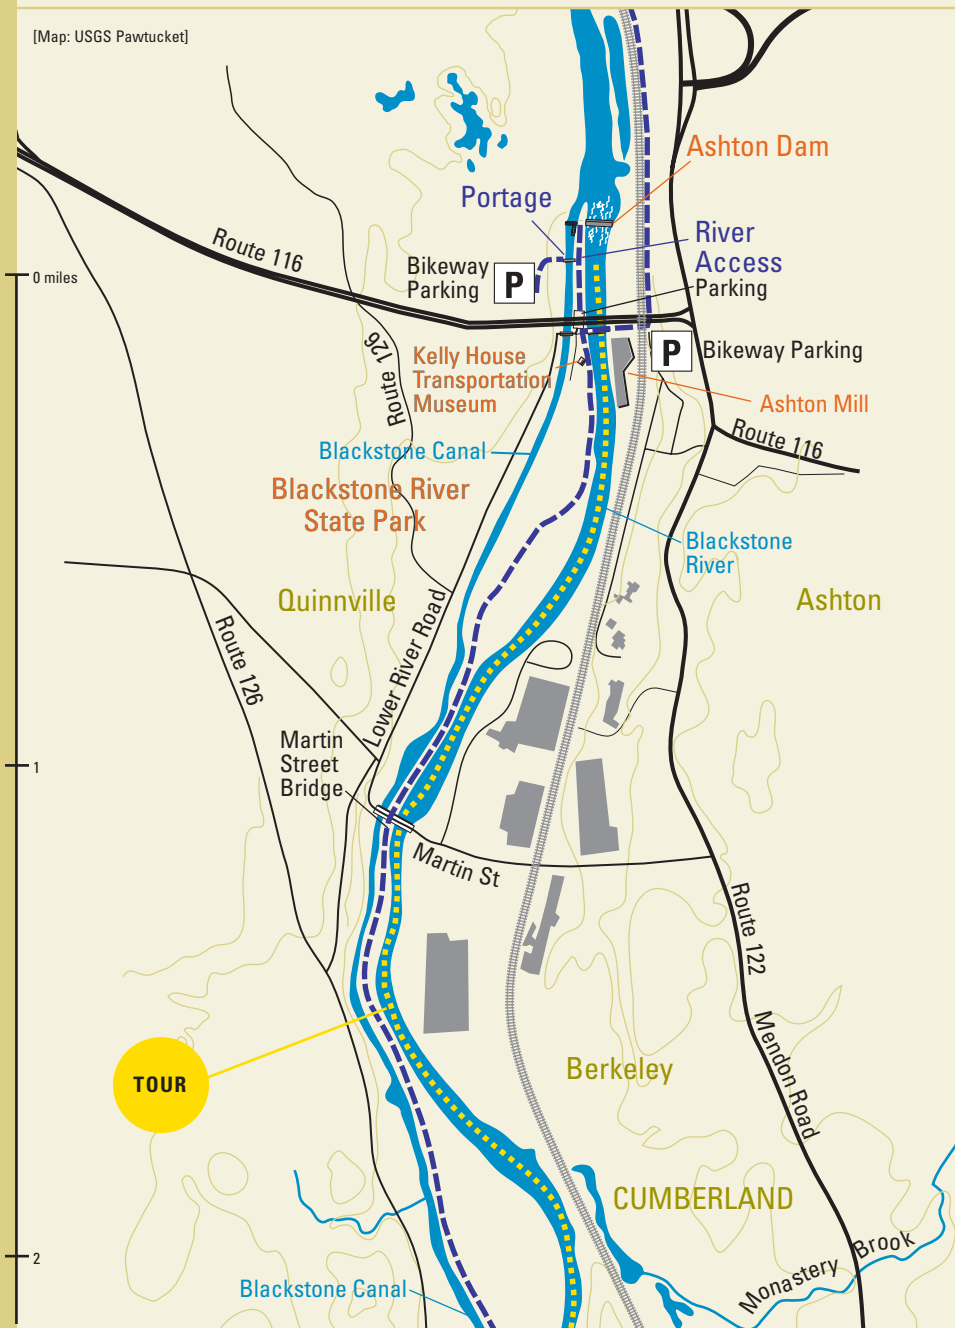 [Map: USGS Pawtucket]
Ashton Dam
Portage
River
Access
Parking
Route 116
Bikeway
Parking
P
0 miles
Route 126
Kelly House
Transportation
Museum
P
Bikeway Parking
Ashton Mill
Route 116
Blackstone Canal
Blackstone River
State Park
Blackstone
River
Quinnville
Ashton
Route 126
Lower River Road
Martin
Street
Bridge
1
Martin St
Route 122
Mendon Road
TOUR
Berkeley
CUMBERLAND
Monastery Brook
2
Blackstone Canal